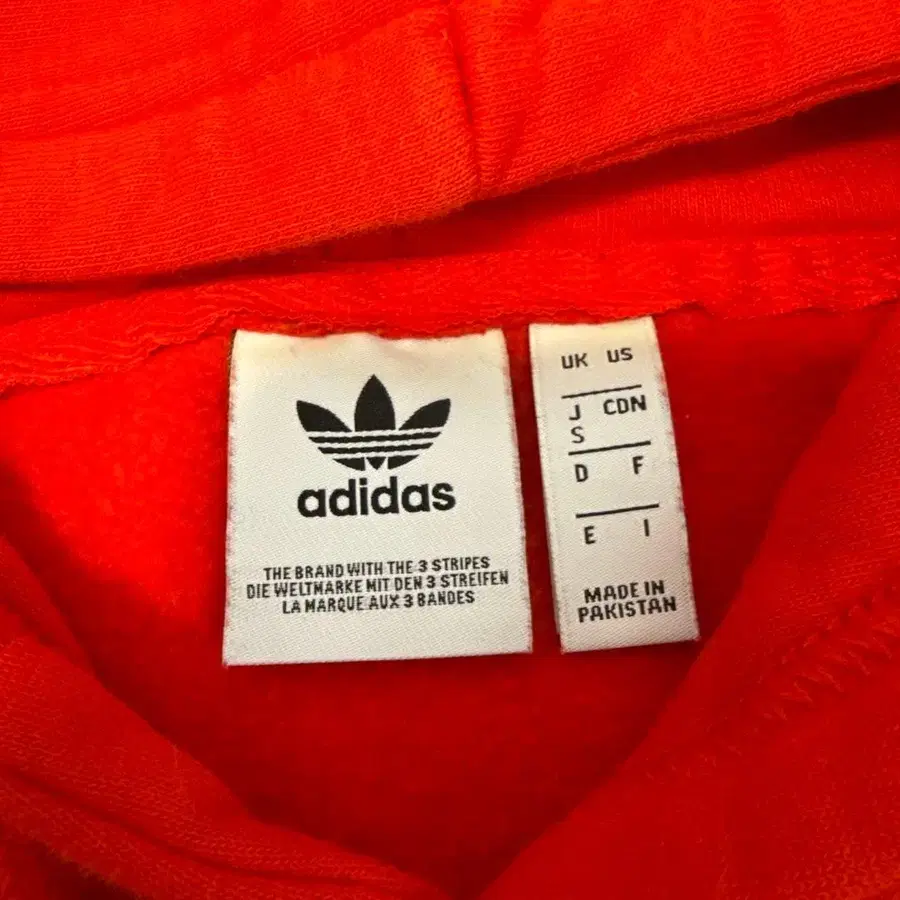 adidas
THE BRAND WITH THE 3 STRIPES
DIE WELTMARKE MIT DEN 3 STREIFEN
LA MARQUE AUX 3 BANDES
UK US
J CDN
S
D F
E I
MADE IN
PAKISTAN